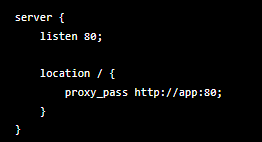 server {
    listen 80;

    location / {
        proxy_pass http://app:80;
    }
}